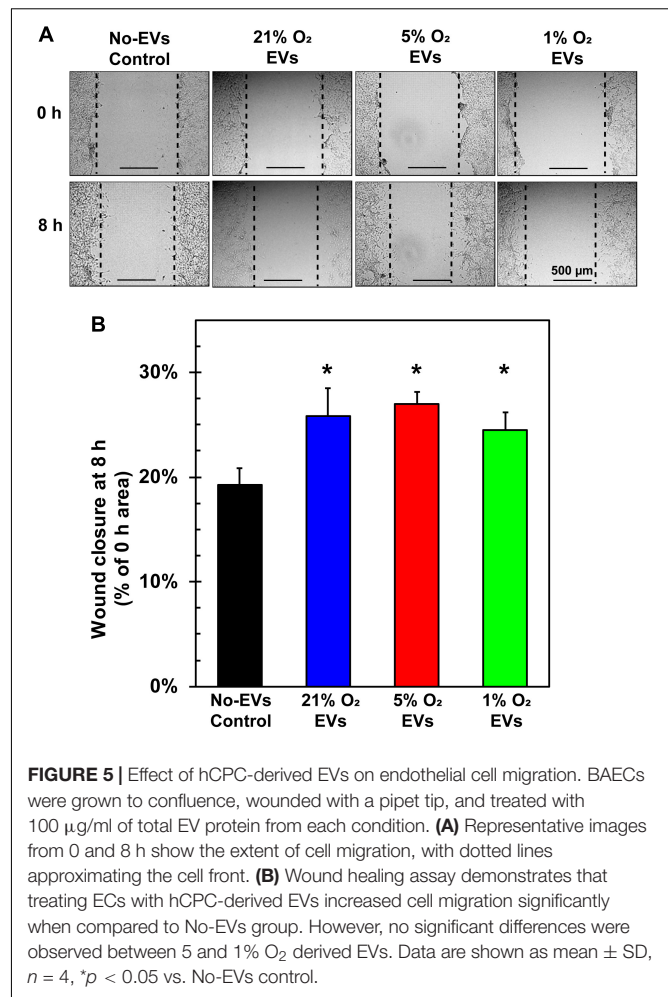 A
No-EVs Control
21% O₂ EVs
5% O₂ EVs
1% O₂ EVs
0 h
8 h
500 µm
B
Wound closure at 8 h
(% of 0 h area)
30%
20%
10%
0%
*
*
*
No-EVs Control
21% O₂ EVs
5% O₂ EVs
1% O₂ EVs
FIGURE 5 | Effect of hCPC-derived EVs on endothelial cell migration. BAECs
were grown to confluence, wounded with a pipet tip, and treated with
100 µg/ml of total EV protein from each condition. (A) Representative images
from 0 and 8 h show the extent of cell migration, with dotted lines
approximating the cell front. (B) Wound healing assay demonstrates that
treating ECs with hCPC-derived EVs increased cell migration significantly
when compared to No-EVs group. However, no significant differences were
observed between 5 and 1% O₂ derived EVs. Data are shown as mean ± SD,
n = 4, *p < 0.05 vs. No-EVs control.